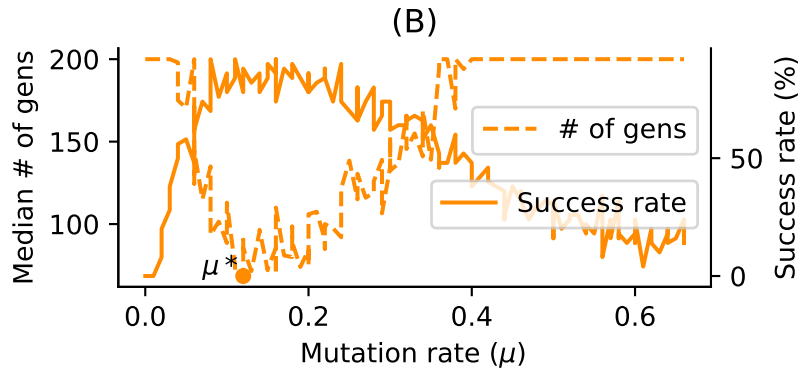 (B)
200
150
100
Median # of gens
50
0
Success rate (%)
# of gens
Success rate
μ*
0.0
0.2
0.4
0.6
Mutation rate (μ)